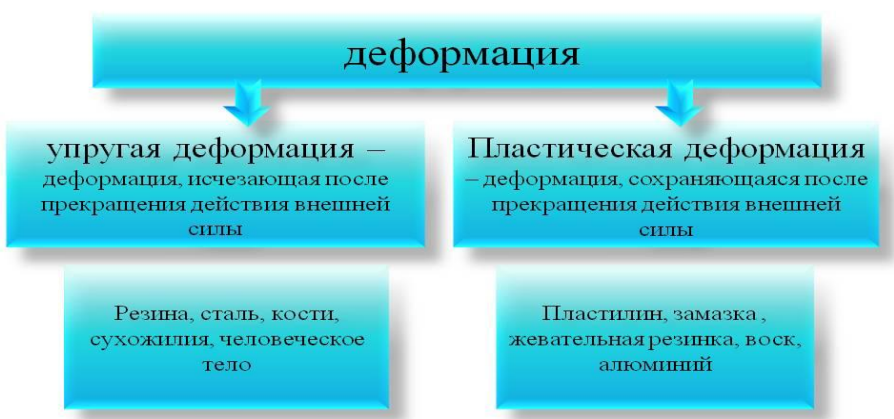 деформация
упругая деформация –
деформация, исчезающая после
прекращения действия внешней
силы
Пластическая деформация
– деформация, сохраняющаяся после
прекращения действия внешней
силы
Резина, сталь, кости,
сухожилия, человеческое
тело
Пластилин, замазка ,
жевательная резинка, воск,
алюминий